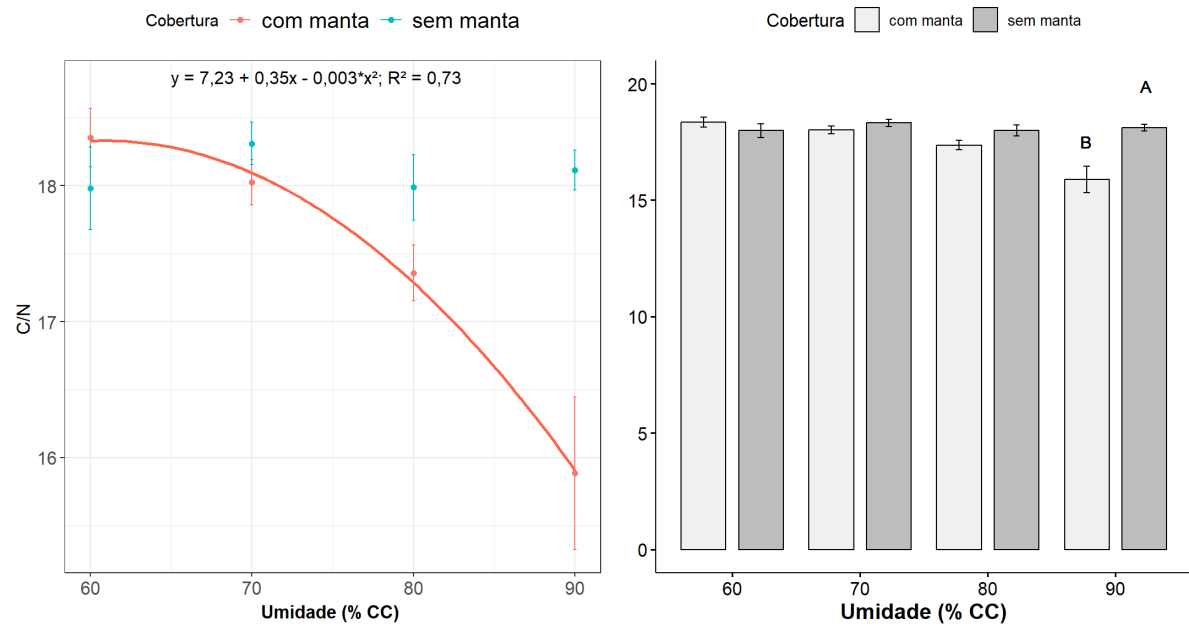 Cobertura com manta sem manta
y = 7,23 + 0,35x - 0,003*x²; R² = 0,73
18
17
16
C/N
60 70 80 90
Umidade (% CC)
Cobertura com manta sem manta
A
B
20
15
10
5
0
60 70 80 90
Umidade (% CC)